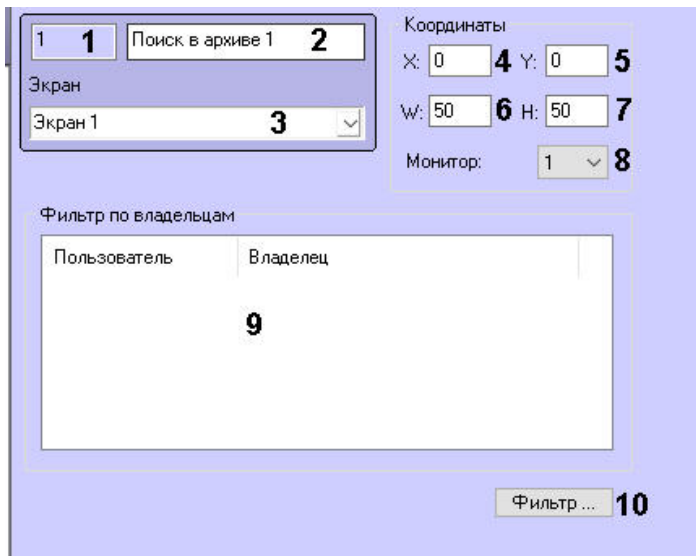 1 1 Поиск в архиве 1 2
Экран
Экран 1 3
Координаты
X: 0 4 Y: 0 5
W: 50 6 H: 50 7
Монитор: 1 8
Фильтр по владельцам
Пользователь Владелец
9
Фильтр ... 10